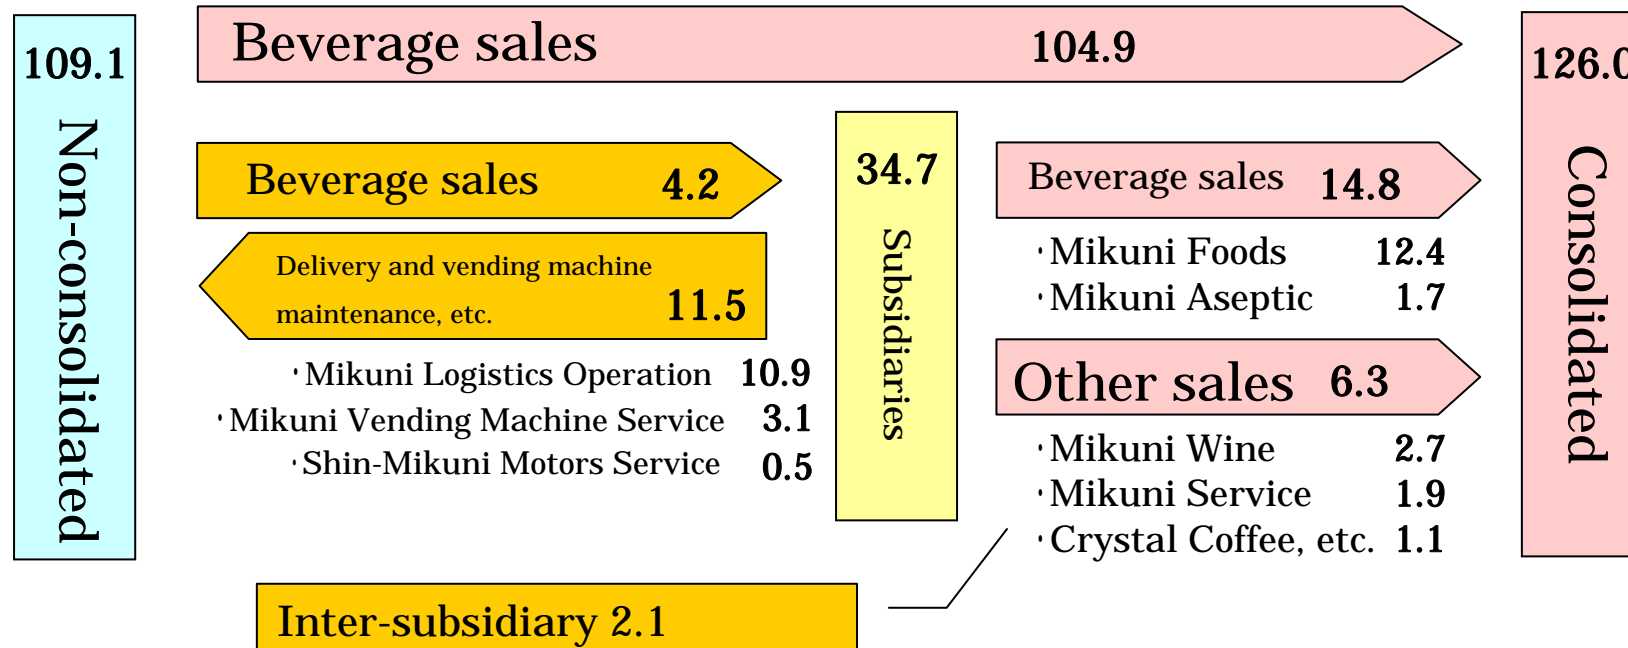 109.1
Non-consolidated
Beverage sales 104.9
Beverage sales 4.2
Delivery and vending machine
maintenance, etc. 11.5
・Mikuni Logistics Operation 10.9
・Mikuni Vending Machine Service 3.1
・Shin-Mikuni Motors Service 0.5
Inter-subsidiary 2.1
34.7
Subsidiaries
Beverage sales 14.8
・Mikuni Foods 12.4
・Mikuni Aseptic 1.7
Other sales 6.3
・Mikuni Wine 2.7
・Mikuni Service 1.9
・Crystal Coffee, etc. 1.1
126.0
Consolidated